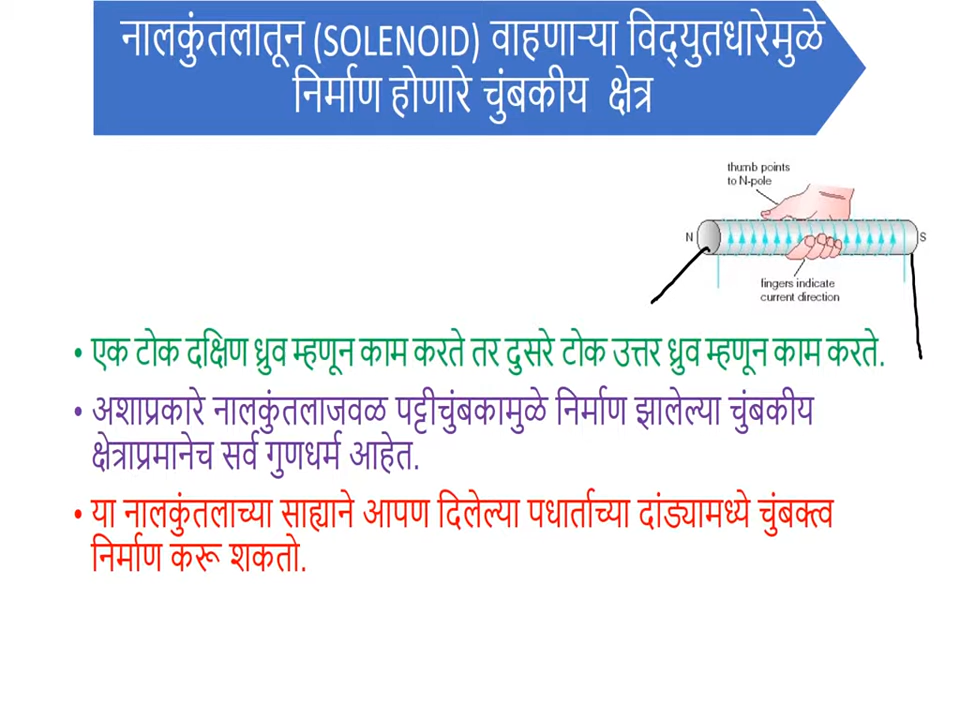 नालकुंतलातून (SOLENOID) वाहणाऱ्या विद्युतधारेमुळे
निर्माण होणारे चुंबकीय क्षेत्र
thumb points
to N-pole
N
S
fingers indicate
current direction
• एक टोक दक्षिण ध्रुव म्हणून काम करते तर दुसरे टोक उत्तर ध्रुव म्हणून काम करते.
• अशाप्रकारे नालकुंतलाजवळ पट्टीचुंबकामुळे निर्माण झालेल्या चुंबकीय
क्षेत्राप्रमानेच सर्व गुणधर्म आहेत.
• या नालकुंतलाच्या साह्याने आपण दिलेल्या पधार्ताच्या दांड्यामध्ये चुंबक्त्व
निर्माण करू शकतो.